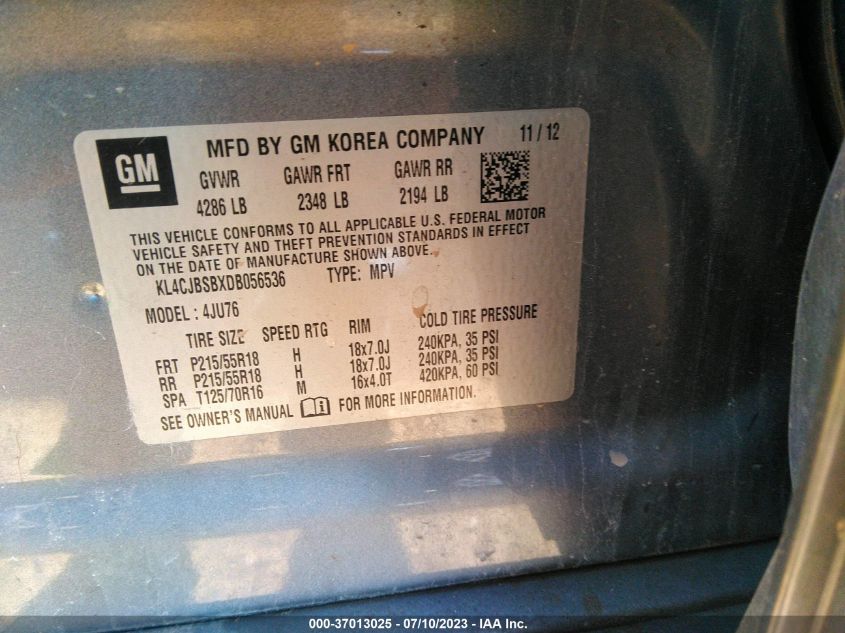 GM
MFD BY GM KOREA COMPANY 11 / 12
GVWR GAWR FRT GAWR RR
4286 LB 2348 LB 2194 LB
THIS VEHICLE CONFORMS TO ALL APPLICABLE U.S. FEDERAL MOTOR
VEHICLE SAFETY AND THEFT PREVENTION STANDARDS IN EFFECT
ON THE DATE OF MANUFACTURE SHOWN ABOVE.
KL4CJBSBXDB056536 TYPE: MPV
MODEL : 4JU76
TIRE SIZE SPEED RTG RIM COLD TIRE PRESSURE
FRT P215/55R18 H 18x7.0J 240KPA, 35 PSI
RR P215/55R18 H 18x7.0J 240KPA, 35 PSI
SPA T125/70R16 M 16x4.0T 420KPA, 60 PSI
SEE OWNER'S MANUAL FOR MORE INFORMATION.
000-37013025 - 07/10/2023 - IAA Inc.